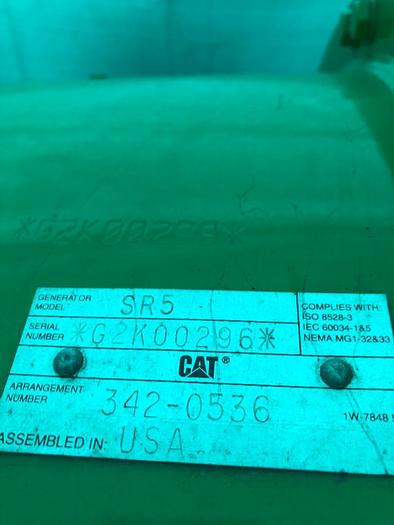 *G2K00296*
GENERATOR MODEL SR5
COMPLIES WITH:
ISO 8528-3
IEC 60034-1&5
NEMA MG1-32&33
SERIAL NUMBER *G2K00296*
CAT®
ARRANGEMENT NUMBER 342-0536
1W-7848
ASSEMBLED IN: USA